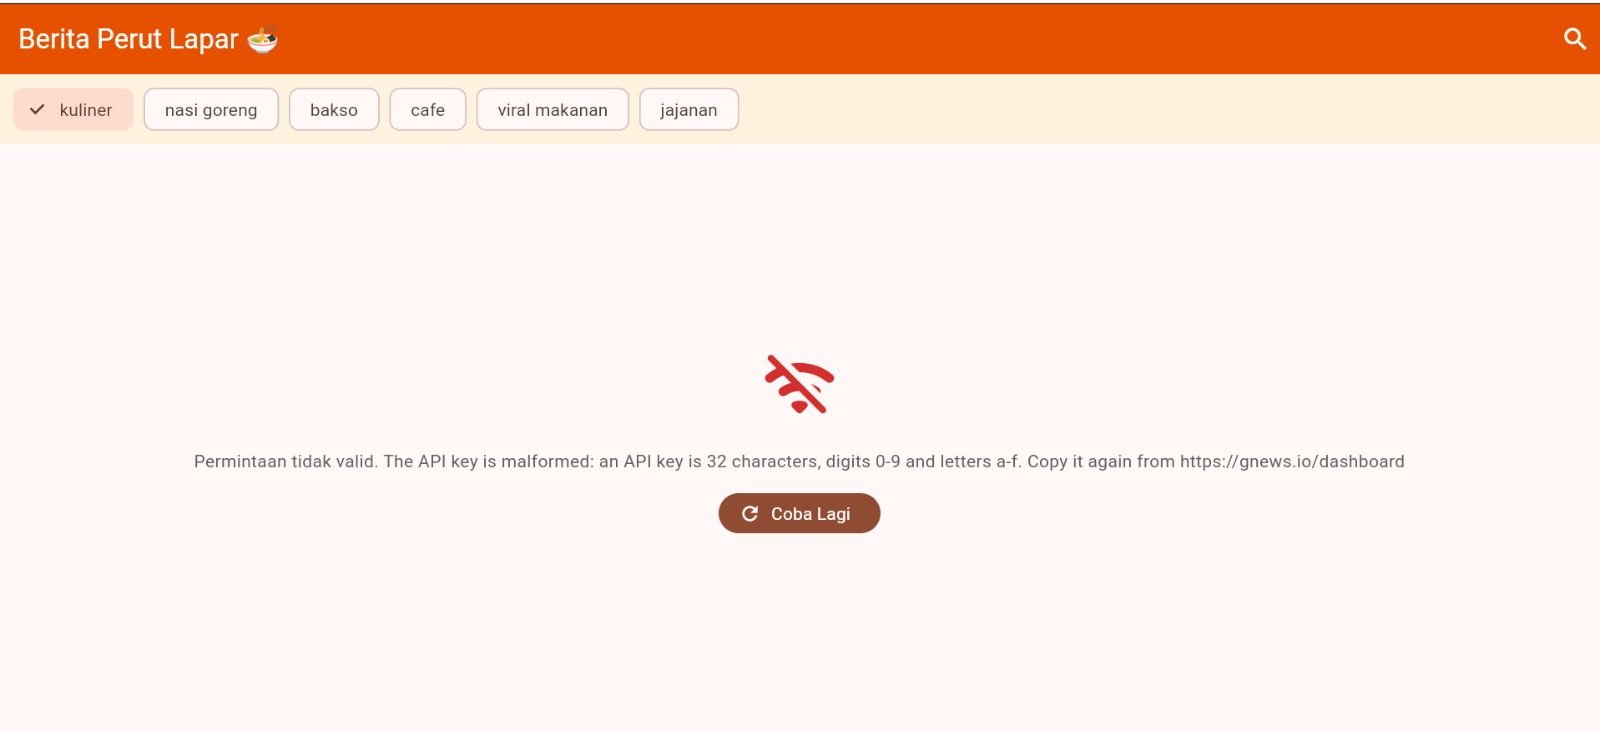 Berita Perut Lapar 🍜
kuliner nasi goreng bakso cafe viral makanan jajanan
Permintaan tidak valid. The API key is malformed: an API key is 32 characters, digits 0-9 and letters a-f. Copy it again from https://gnews.io/dashboard
Coba Lagi